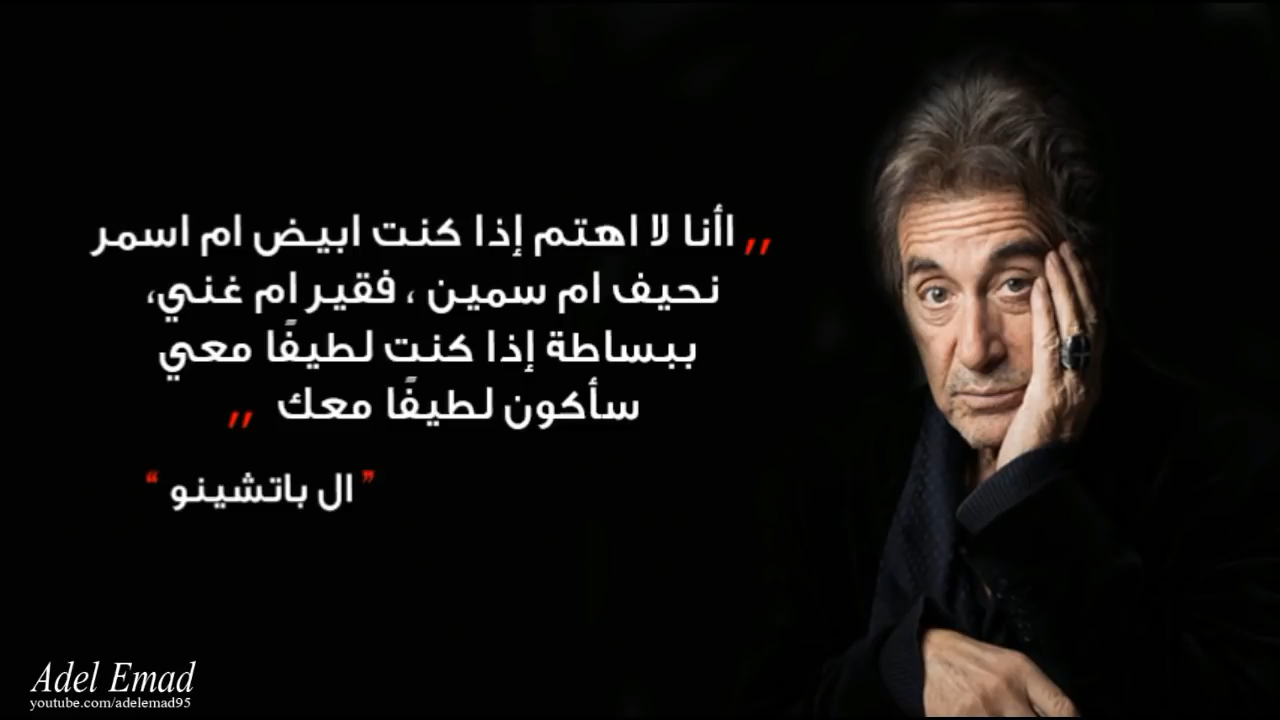 ,, اأنا لا اهتم إذا كنت ابيض ام اسمر
نحيف ام سمين ، فقير ام غني،
ببساطة إذا كنت لطيفًا معي
سأكون لطيفًا معك ,,
” ال باتشينو “
Adel Emad
youtube.com/adelemad95